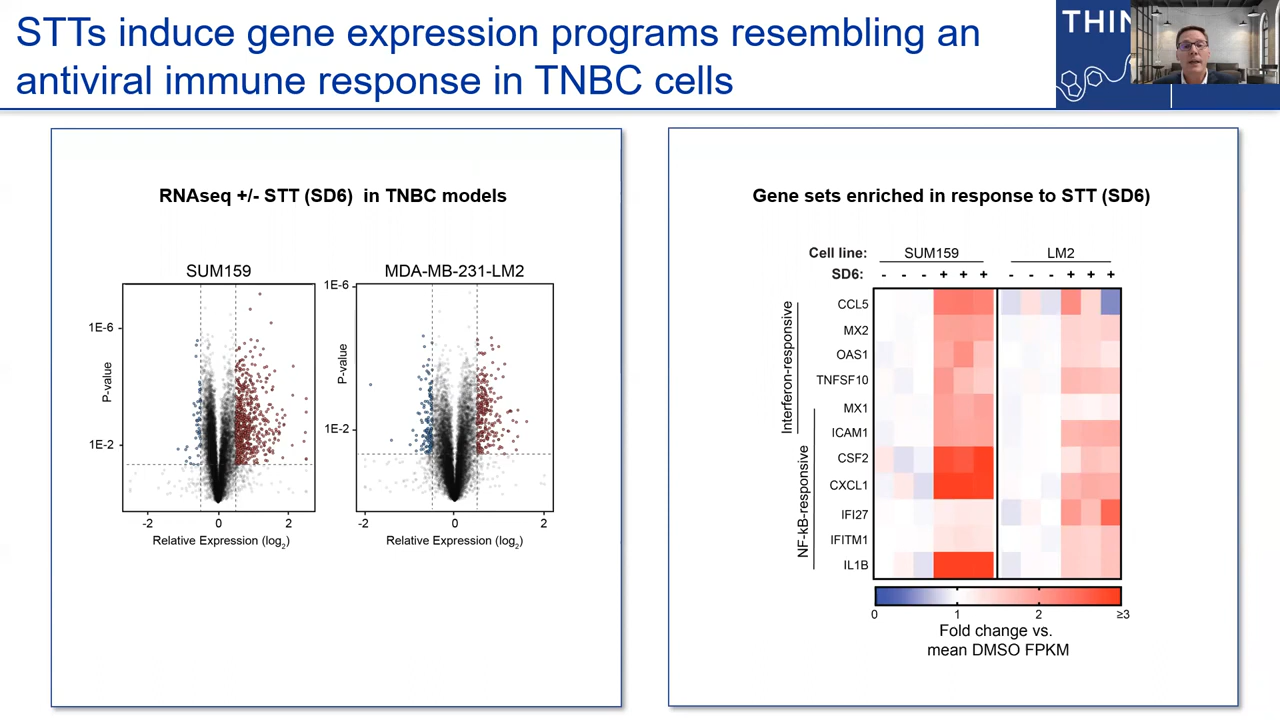 STTs induce gene expression programs resembling an
antiviral immune response in TNBC cells
THIN
RNAseq +/- STT (SD6) in TNBC models
SUM159
MDA-MB-231-LM2
1E-6
1E-2
P-value
-2 0 2
Relative Expression (log2)
1E-6
1E-2
P-value
-2 0 2
Relative Expression (log2)
Gene sets enriched in response to STT (SD6)
Cell line: SUM159 LM2
SD6: - - - + + + - - - + + +
Interferon-responsive
NF-kB-responsive
CCL5
MX2
OAS1
TNFSF10
MX1
ICAM1
CSF2
CXCL1
IFI27
IFITM1
IL1B
0 1 2 ≥3
Fold change vs.
mean DMSO FPKM